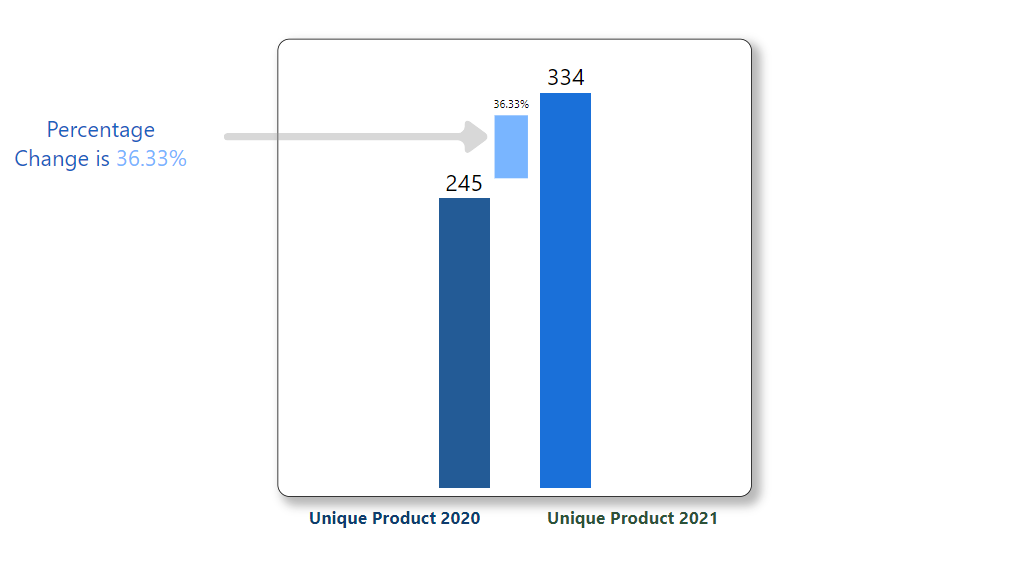 334
36.33%
Percentage
Change is 36.33%
245
Unique Product 2020
Unique Product 2021